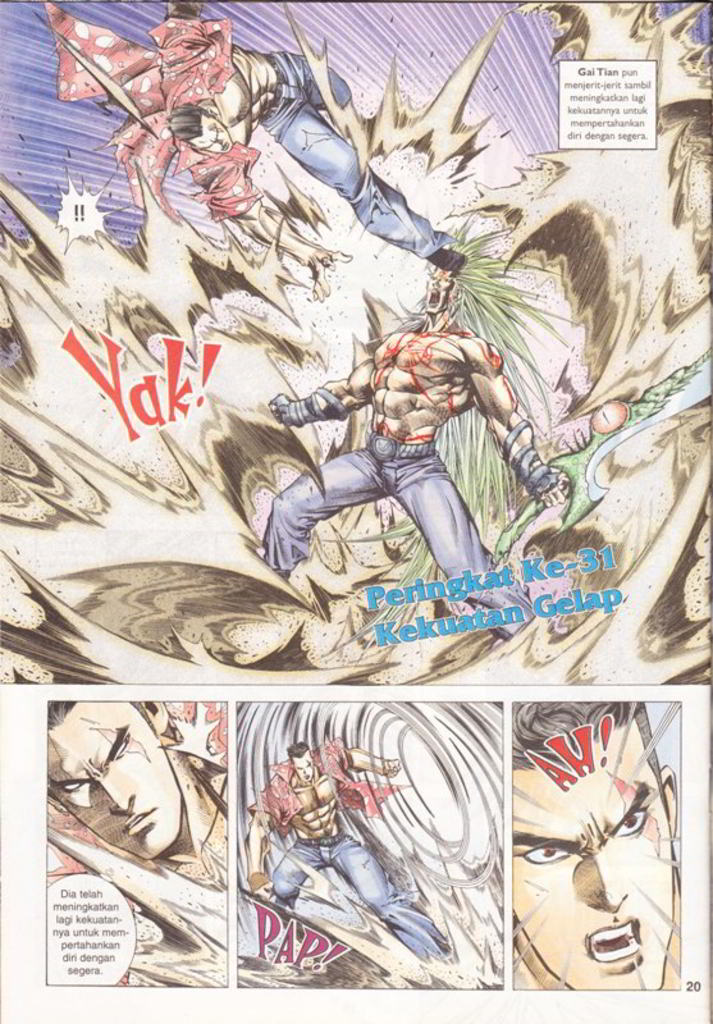 Gai Tian pun
menjerit-jerit sambil
meningkatkan lagi
kekuatannya untuk
mempertahankan
diri dengan segera.
!!
Yak!
Peringkat Ke-31
Kekuatan Gelap
Dia telah
meningkatkan
lagi kekuatan-
nya untuk mem-
pertahankan
diri dengan
segera.
PAP!
AH!
20